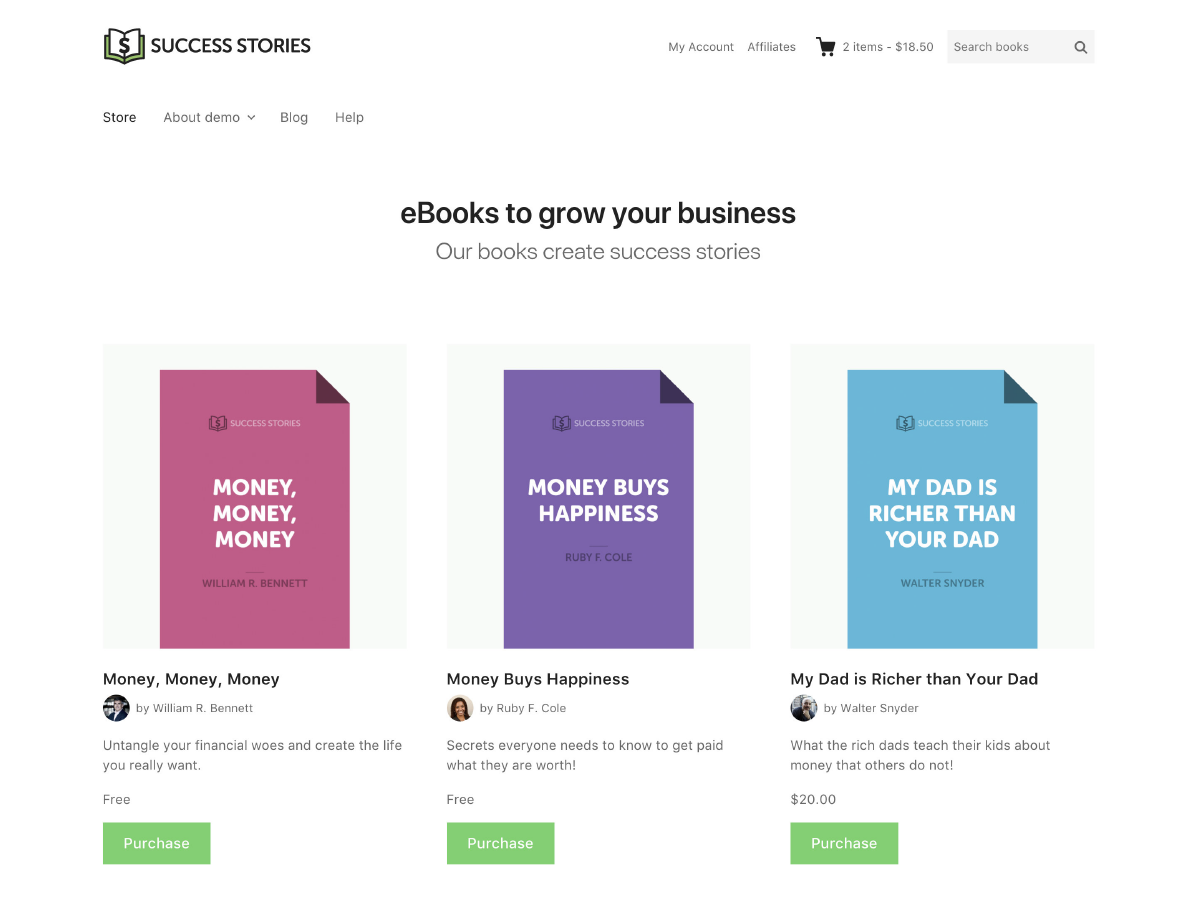 SUCCESS STORIES
My Account Affiliates 2 items - $18.50 Search books
Store About demo Blog Help
eBooks to grow your business
Our books create success stories
SUCCESS STORIES
MONEY,
MONEY,
MONEY
WILLIAM R. BENNETT
SUCCESS STORIES
MONEY BUYS
HAPPINESS
RUBY F. COLE
SUCCESS STORIES
MY DAD IS
RICHER THAN
YOUR DAD
WALTER SNYDER
Money, Money, Money
by William R. Bennett
Untangle your financial woes and create the life
you really want.
Free
Purchase
Money Buys Happiness
by Ruby F. Cole
Secrets everyone needs to know to get paid
what they are worth!
Free
Purchase
My Dad is Richer than Your Dad
by Walter Snyder
What the rich dads teach their kids about
money that others do not!
$20.00
Purchase